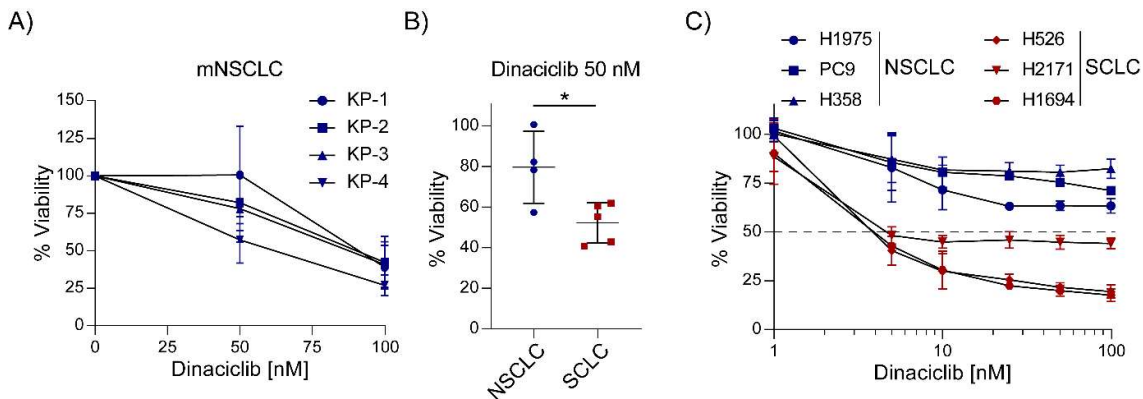 A)
mNSCLC
% Viability
150
125
100
75
50
25
0
0 25 50 75 100
Dinaciclib [nM]
KP-1
KP-2
KP-3
KP-4
B)
Dinaciclib 50 nM
*
% Viability
100
80
60
40
20
0
NSCLC
SCLC
C)
H1975
PC9
H358
NSCLC
H526
H2171
H1694
SCLC
% Viability
100
75
50
25
0
1 10 100
Dinaciclib [nM]